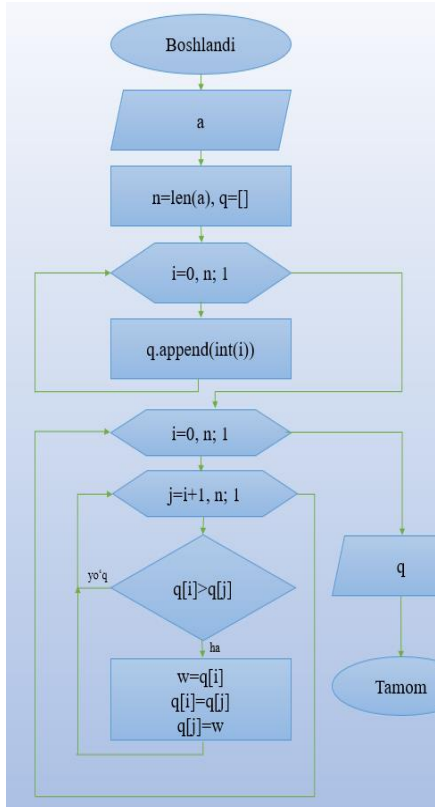 Boshlandi
a
n=len(a), q=[]
i=0, n; 1
q.append(int(i))
i=0, n; 1
j=i+1, n; 1
yo‘q
q[i]>q[j]
q
ha
w=q[i]
q[i]=q[j]
q[j]=w
Tamom